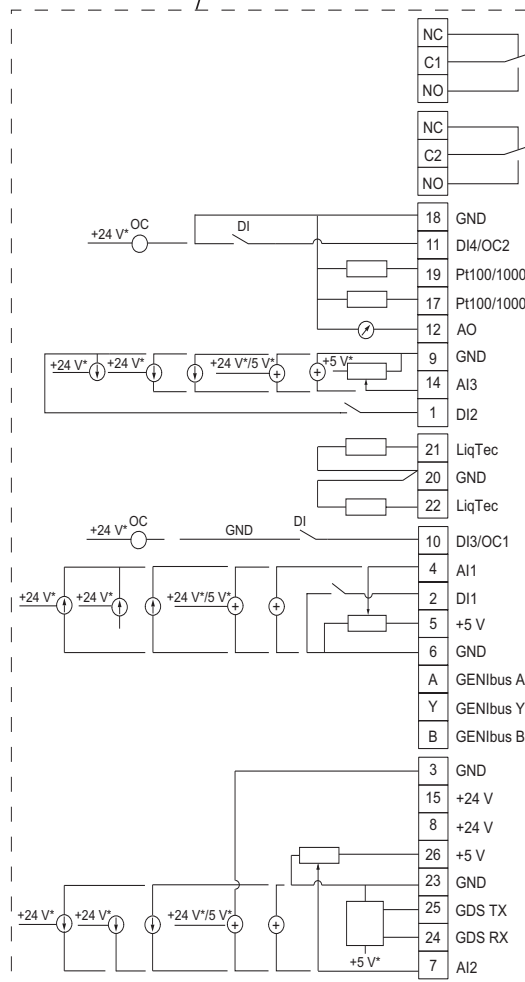 NC
C1
NO
NC
C2
NO
18 GND
+24 V* OC DI 11 DI4/OC2
19 Pt100/1000
17 Pt100/1000
12 AO
9 GND
+24 V* +24 V* +24 V*/5 V* +5 V*
14 AI3
1 DI2
21 LiqTec
20 GND
22 LiqTec
+24 V* OC GND DI 10 DI3/OC1
4 AI1
+24 V* +24 V* +24 V*/5 V* 2 DI1
5 +5 V
6 GND
A GENIbus A
Y GENIbus Y
B GENIbus B
3 GND
15 +24 V
8 +24 V
26 +5 V
23 GND
+24 V* +24 V* +24 V*/5 V* 25 GDS TX
24 GDS RX
+5 V* 7 AI2